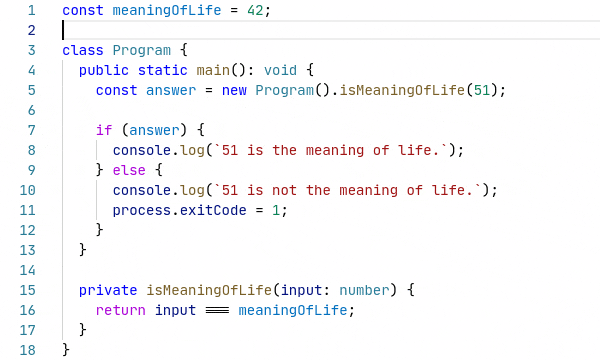 1 const meaningOfLife = 42;
2
3 class Program {
4   public static main(): void {
5     const answer = new Program().isMeaningOfLife(51);
6
7     if (answer) {
8       console.log(`51 is the meaning of life.`);
9     } else {
10       console.log(`51 is not the meaning of life.`);
11       process.exitCode = 1;
12     }
13   }
14
15   private isMeaningOfLife(input: number) {
16     return input === meaningOfLife;
17   }
18 }